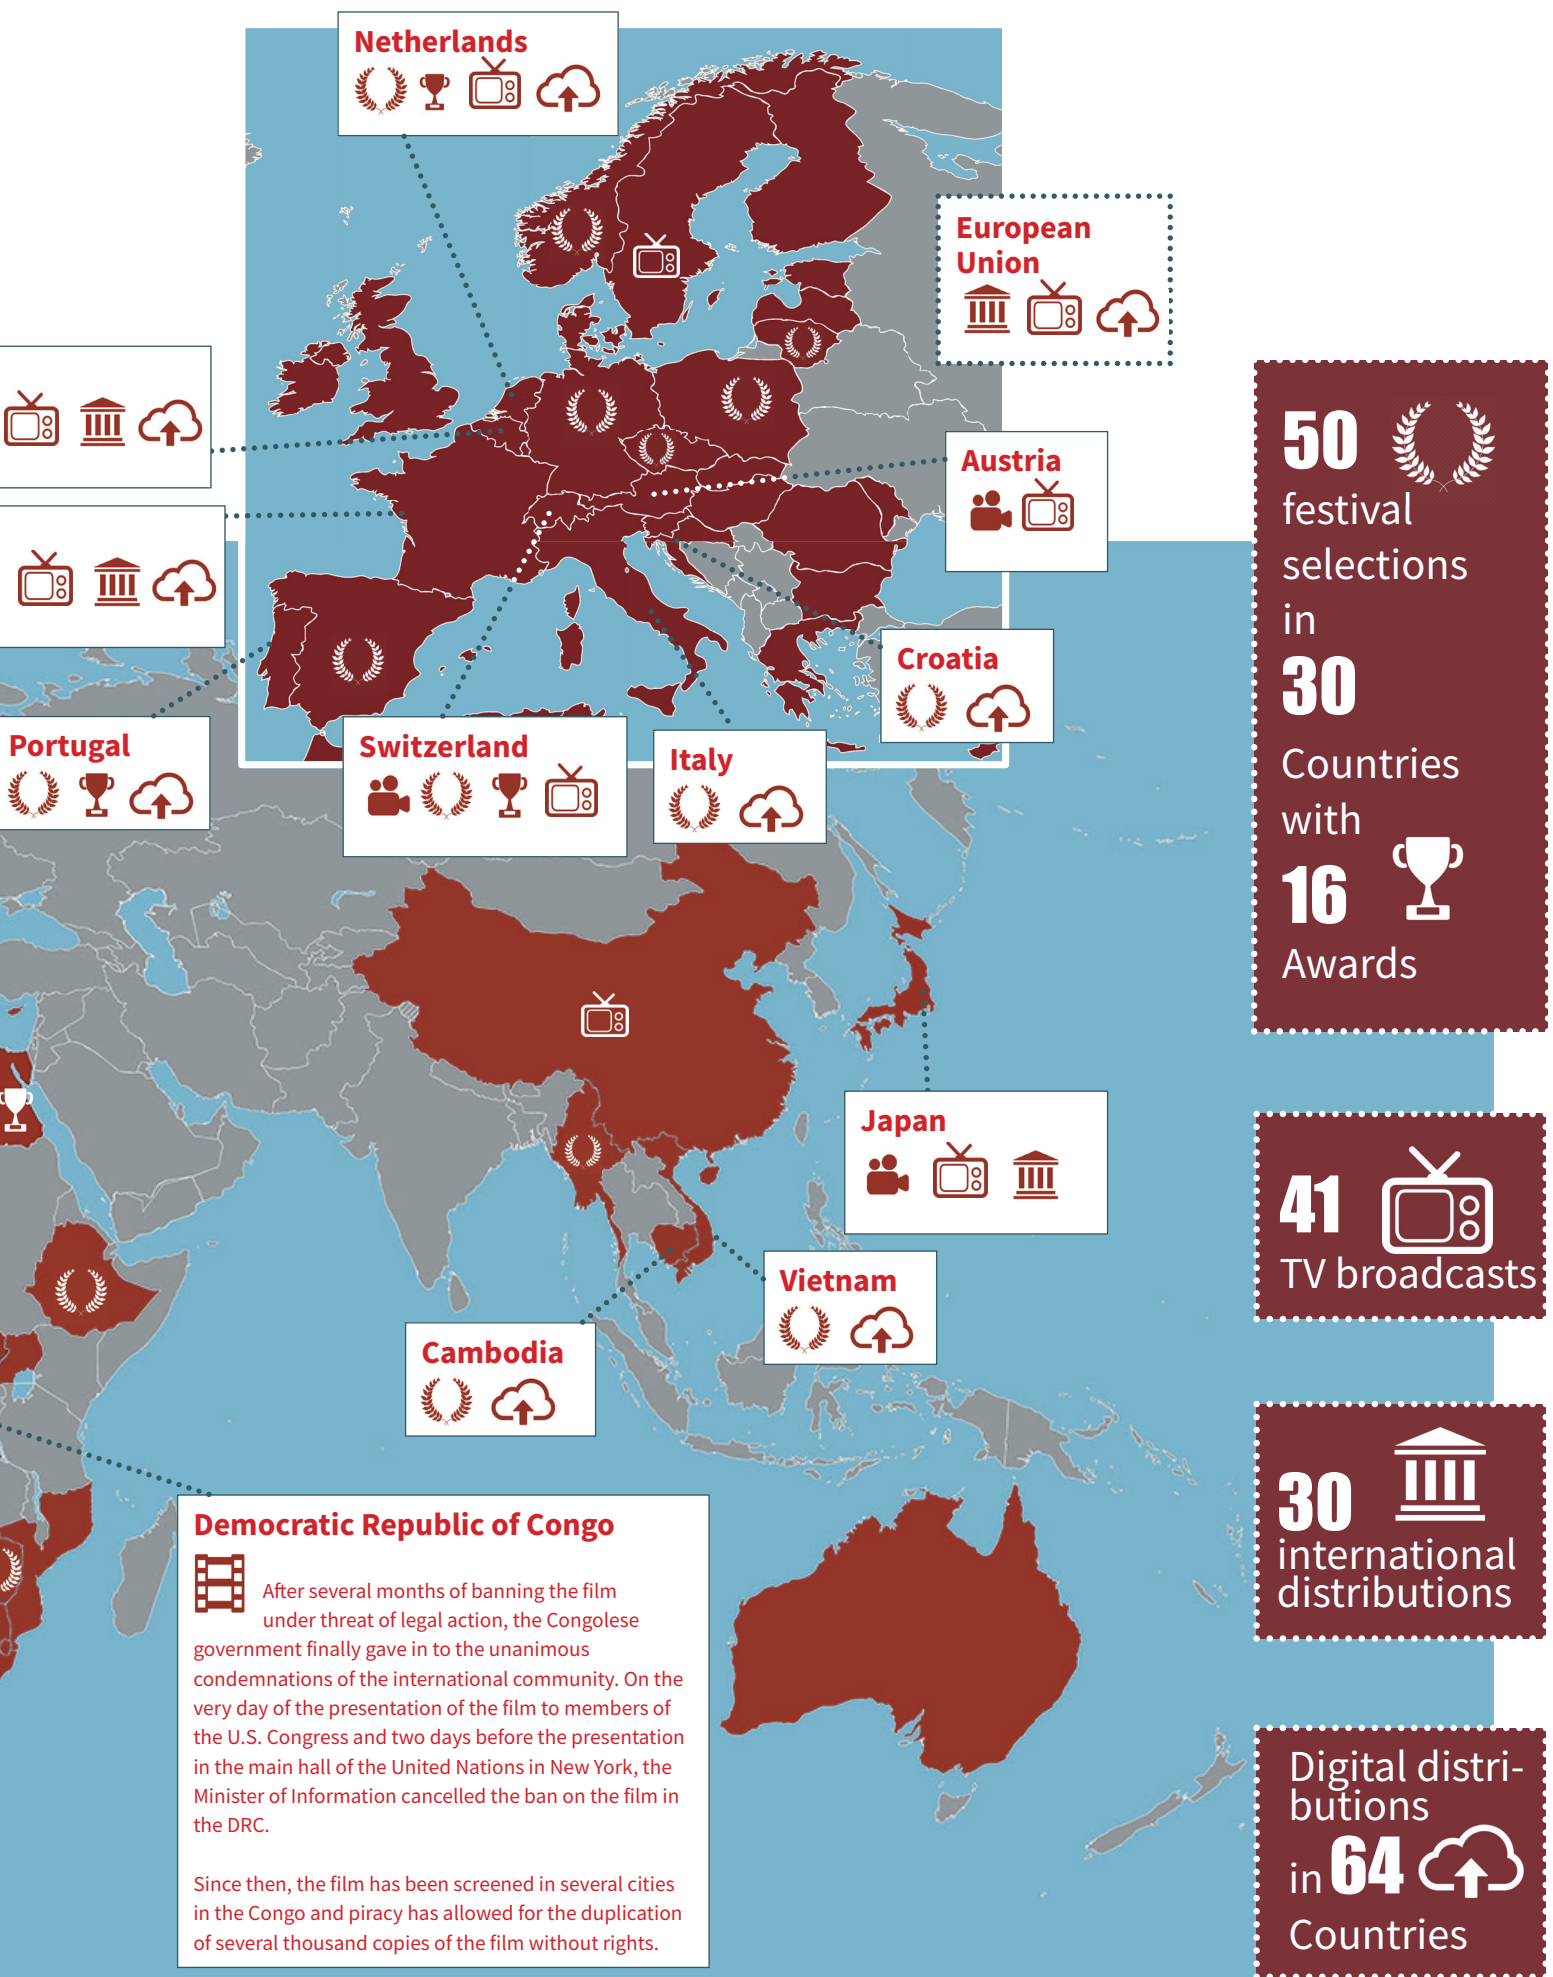 Netherlands
European
Union
Austria
Croatia
Portugal
Switzerland
Italy
Japan
Vietnam
Cambodia
Democratic Republic of Congo
After several months of banning the film
under threat of legal action, the Congolese
government finally gave in to the unanimous
condemnations of the international community. On the
very day of the presentation of the film to members of
the U.S. Congress and two days before the presentation
in the main hall of the United Nations in New York, the
Minister of Information cancelled the ban on the film in
the DRC.
Since then, the film has been screened in several cities
in the Congo and piracy has allowed for the duplication
of several thousand copies of the film without rights.
50
festival
selections
in
30
Countries
with
16
Awards
41
TV broadcasts
30
international
distributions
Digital distri-
butions
in 64
Countries